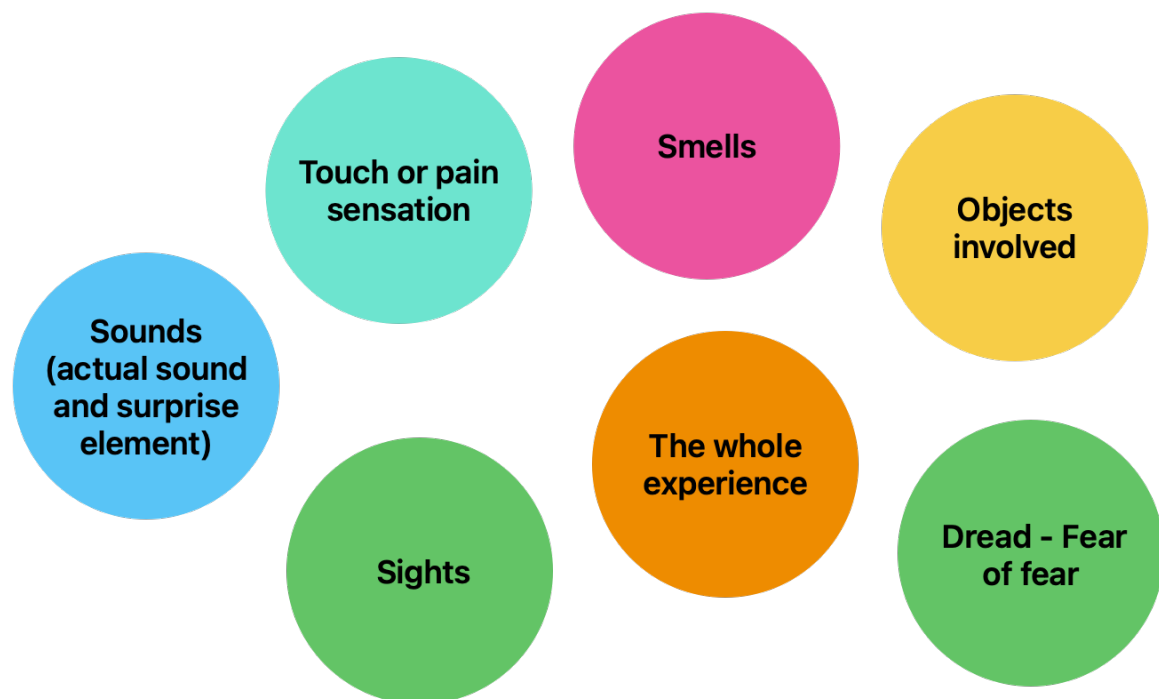 Touch or pain
sensation
Smells
Objects
involved
Sounds
(actual sound
and surprise
element)
Sights
The whole
experience
Dread - Fear
of fear